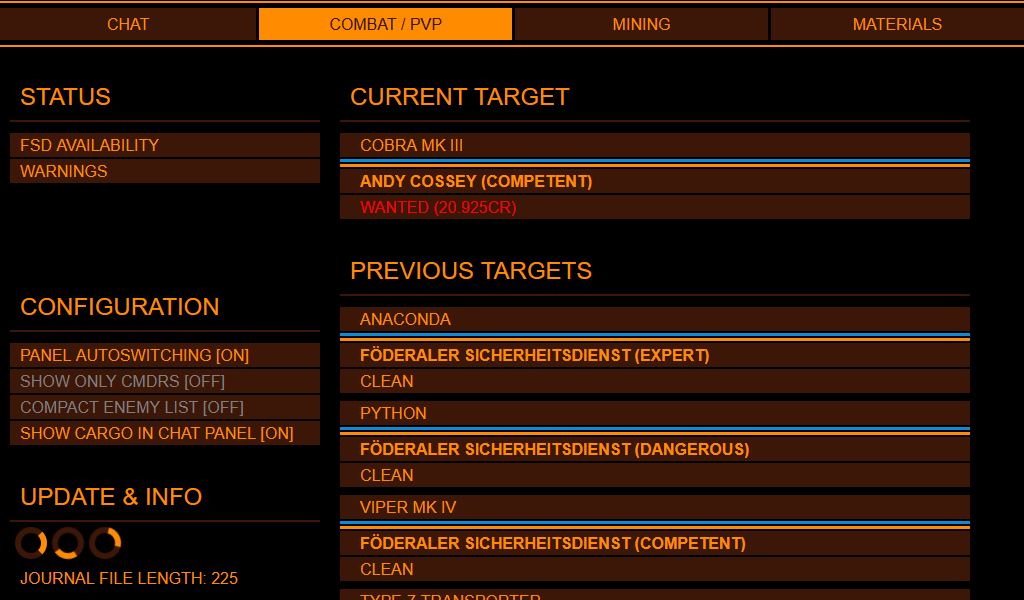 CHAT
COMBAT / PVP
MINING
MATERIALS
STATUS
FSD AVAILABILITY
WARNINGS
CONFIGURATION
PANEL AUTOSWITCHING [ON]
SHOW ONLY CMDRS [OFF]
COMPACT ENEMY LIST [OFF]
SHOW CARGO IN CHAT PANEL [ON]
UPDATE & INFO
JOURNAL FILE LENGTH: 225
CURRENT TARGET
COBRA MK III
ANDY COSSEY (COMPETENT)
WANTED (20.925CR)
PREVIOUS TARGETS
ANACONDA
FÖDERALER SICHERHEITSDIENST (EXPERT)
CLEAN
PYTHON
FÖDERALER SICHERHEITSDIENST (DANGEROUS)
CLEAN
VIPER MK IV
FÖDERALER SICHERHEITSDIENST (COMPETENT)
CLEAN
TYPE-7 TRANSPORTER